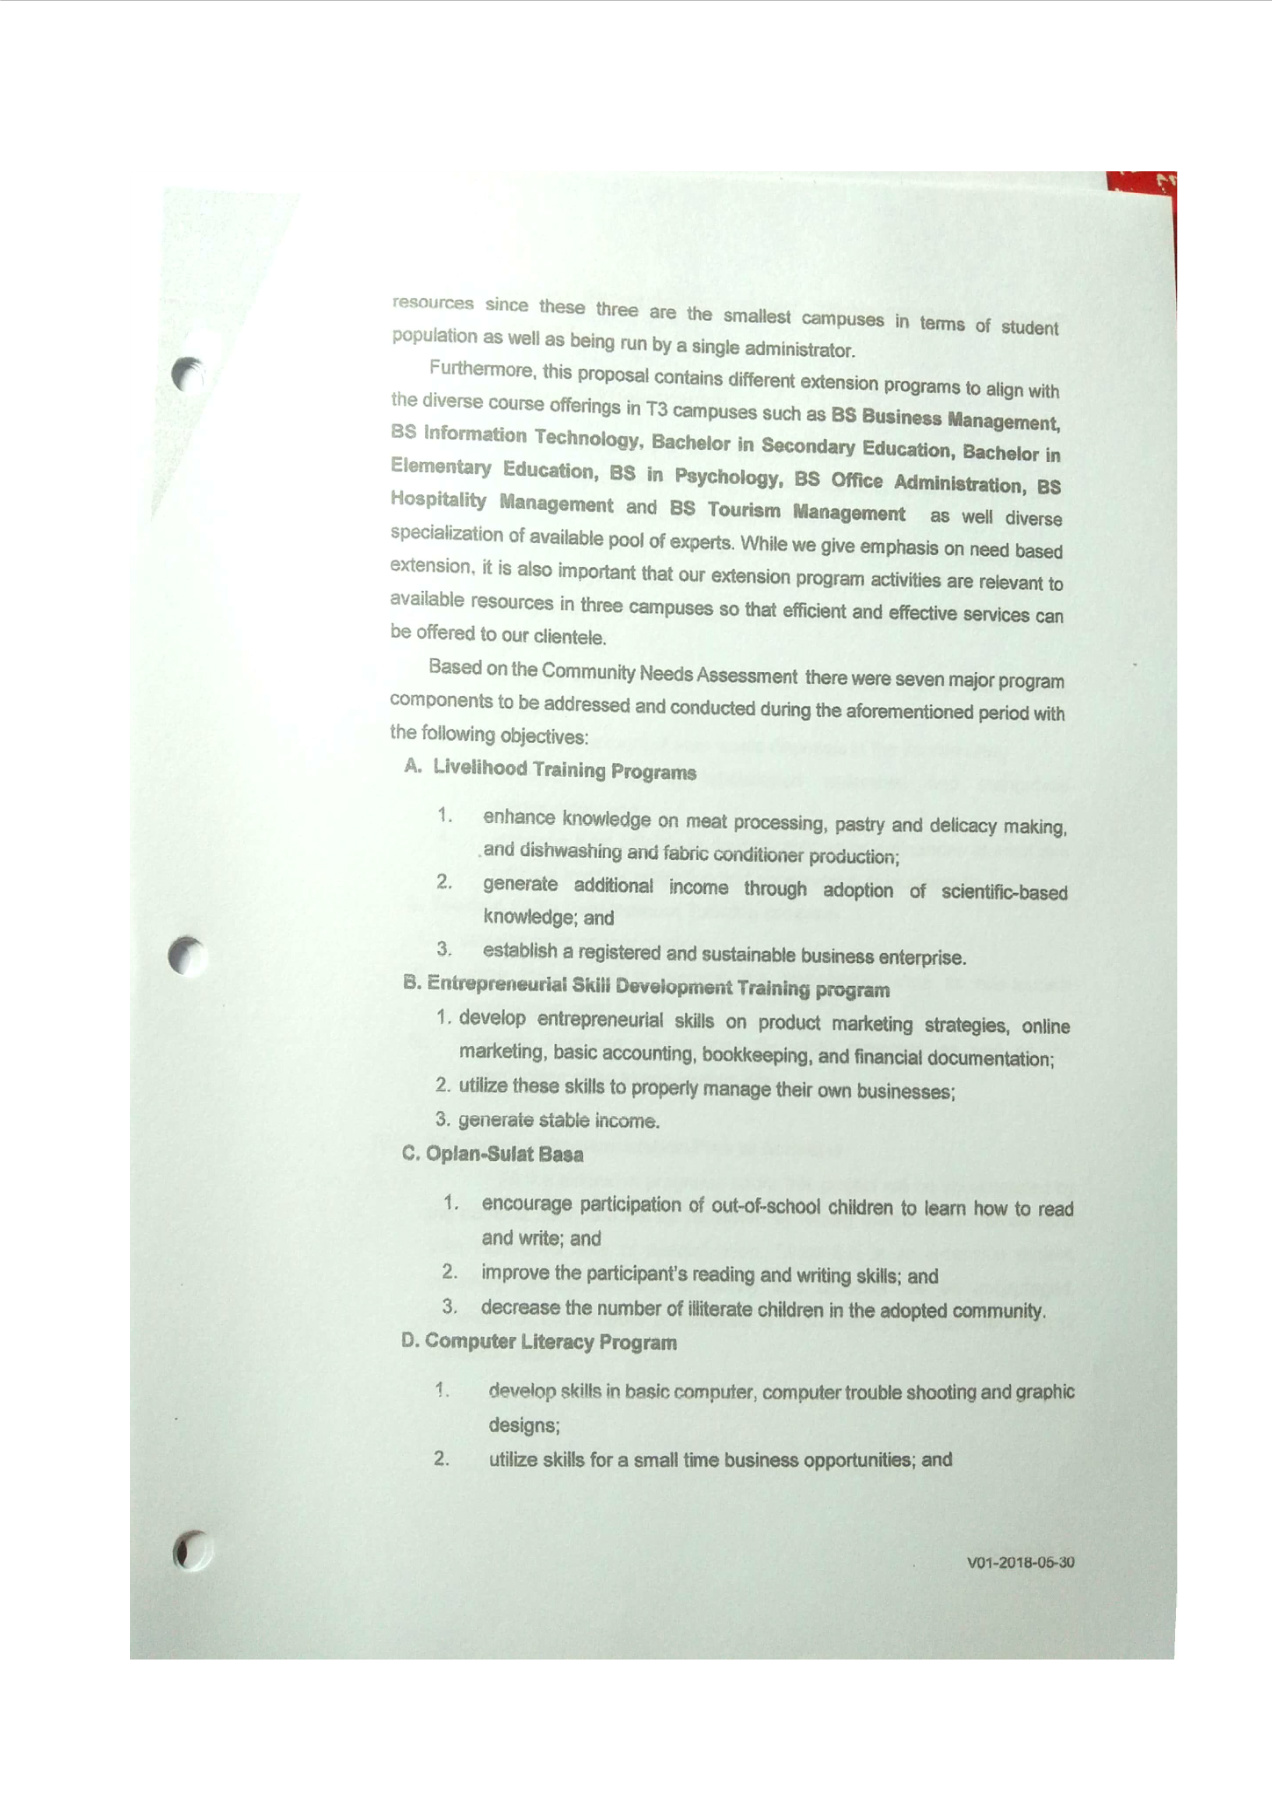 resources since these three are the smallest campuses in terms of student
population as well as being run by a single administrator.
Furthermore, this proposal contains different extension programs to align with
the diverse course offerings in T3 campuses such as BS Business Management,
BS Information Technology, Bachelor in Secondary Education, Bachelor in
Elementary Education, BS in Psychology, BS Office Administration, BS
Hospitality Management and BS Tourism Management as well diverse
specialization of available pool of experts. While we give emphasis on need based
extension, it is also important that our extension program activities are relevant to
available resources in three campuses so that efficient and effective services can
be offered to our clientele.
Based on the Community Needs Assessment there were seven major program
components to be addressed and conducted during the aforementioned period with
the following objectives:
A. Livelihood Training Programs
1. enhance knowledge on meat processing, pastry and delicacy making,
and dishwashing and fabric conditioner production;
2. generate additional income through adoption of scientific-based
knowledge; and
3. establish a registered and sustainable business enterprise.
B. Entrepreneurial Skill Development Training program
1. develop entrepreneurial skills on product marketing strategies, online
marketing, basic accounting, bookkeeping, and financial documentation;
2. utilize these skills to properly manage their own businesses;
3. generate stable income.
C. Oplan-Sulat Basa
1. encourage participation of out-of-school children to learn how to read
and write; and
2. improve the participant's reading and writing skills; and
3. decrease the number of illiterate children in the adopted community.
D. Computer Literacy Program
1. develop skills in basic computer, computer trouble shooting and graphic
designs;
2. utilize skills for a small time business opportunities; and
V01-2018-05-30